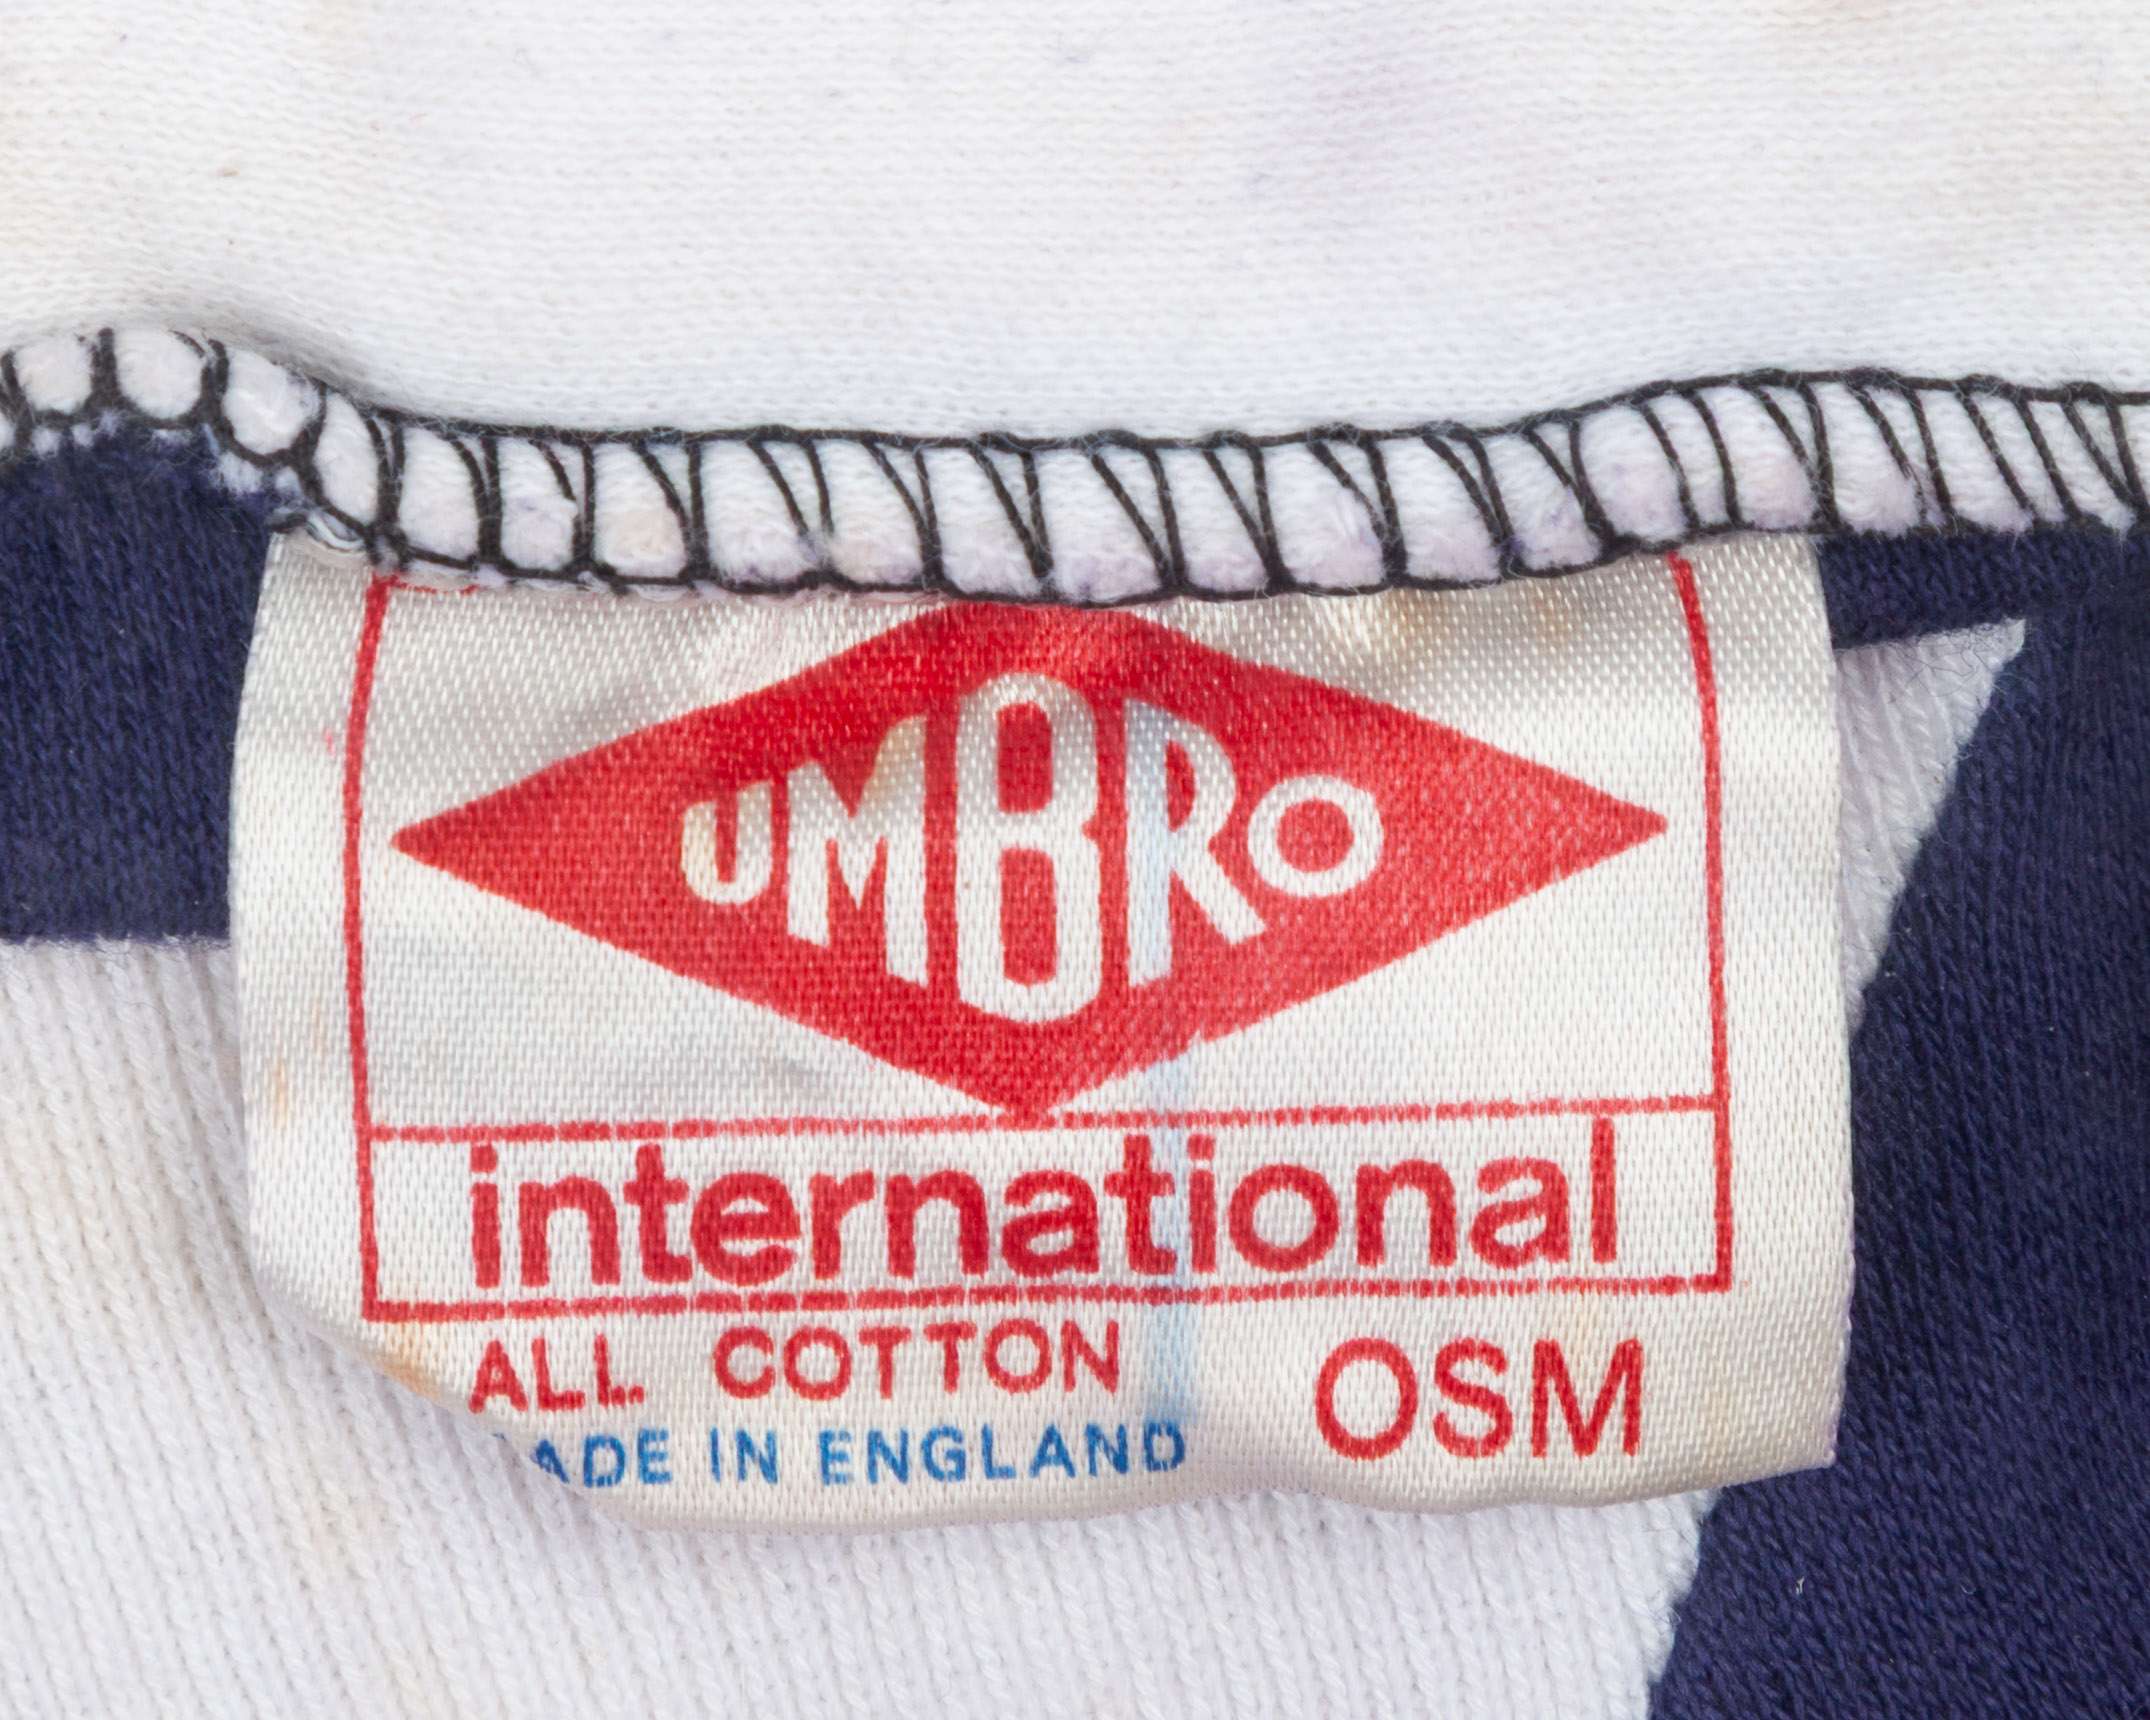 UMBRO
international
ALL COTTON
OSM
ADE IN ENGLAND